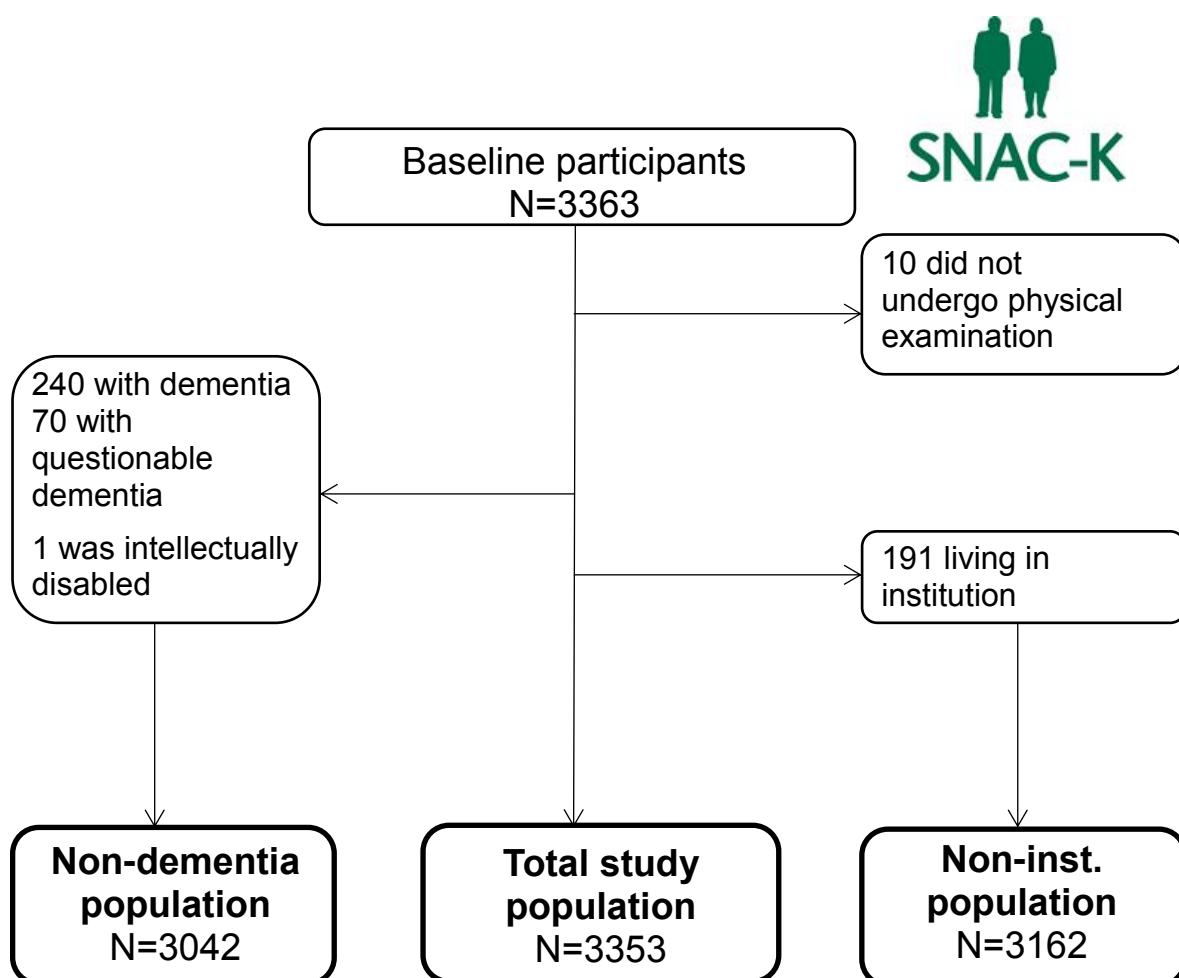 SNAC-K
Baseline participants
N=3363
10 did not
undergo physical
examination
240 with dementia
70 with
questionable
dementia
1 was intellectually
disabled
191 living in
institution
Non-dementia
population
N=3042
Total study
population
N=3353
Non-inst.
population
N=3162